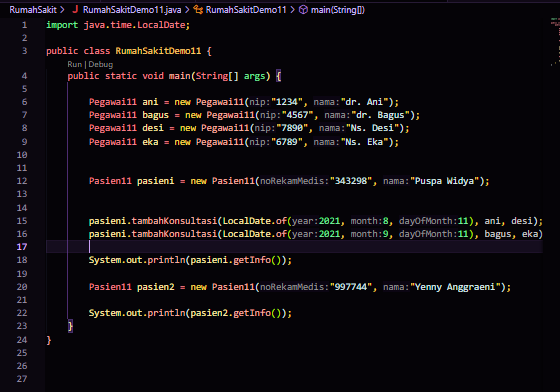 RumahSakit > J RumahSakitDemo11.java > RumahSakitDemo11 > main(String[])
1 import java.time.LocalDate;
2
3 public class RumahSakitDemo11 {
Run | Debug
4 public static void main(String[] args) {
5
6 Pegawai11 ani = new Pegawai11(nip:"1234", nama:"dr. Ani");
7 Pegawai11 bagus = new Pegawai11(nip:"4567", nama:"dr. Bagus");
8 Pegawai11 desi = new Pegawai11(nip:"7890", nama:"Ns. Desi");
9 Pegawai11 eka = new Pegawai11(nip:"6789", nama:"Ns. Eka");
10
11
12 Pasien11 pasien1 = new Pasien11(noRekamMedis:"343298", nama:"Puspa Widya");
13
14
15 pasien1.tambahKonsultasi(LocalDate.of(year:2021, month:8, dayOfMonth:11), ani, desi);
16 pasien1.tambahKonsultasi(LocalDate.of(year:2021, month:9, dayOfMonth:11), bagus, eka)
17
18 System.out.println(pasien1.getInfo());
19
20 Pasien11 pasien2 = new Pasien11(noRekamMedis:"997744", nama:"Yenny Anggraeni");
21
22 System.out.println(pasien2.getInfo());
23 }
24 }
25
26
27